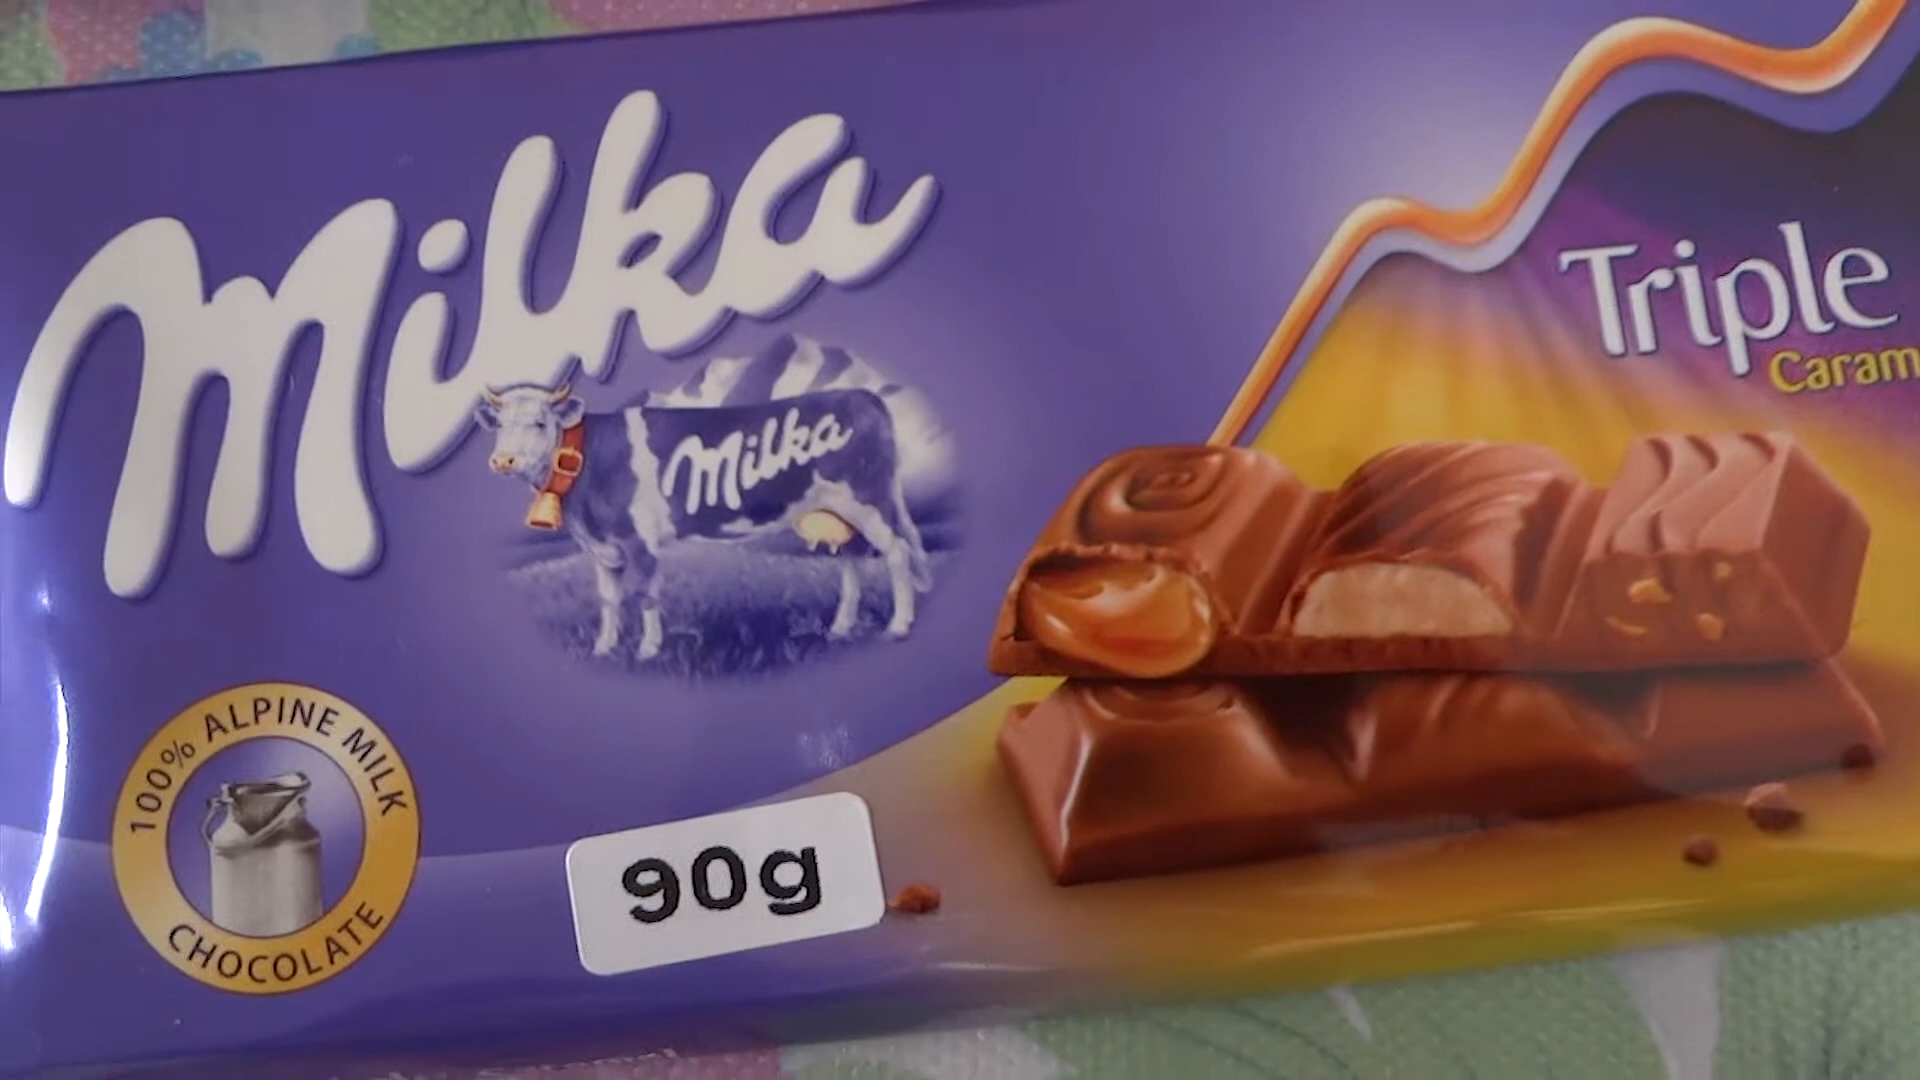 Milka
Milka
Triple
Caram
100% ALPINE MILK
CHOCOLATE
90g